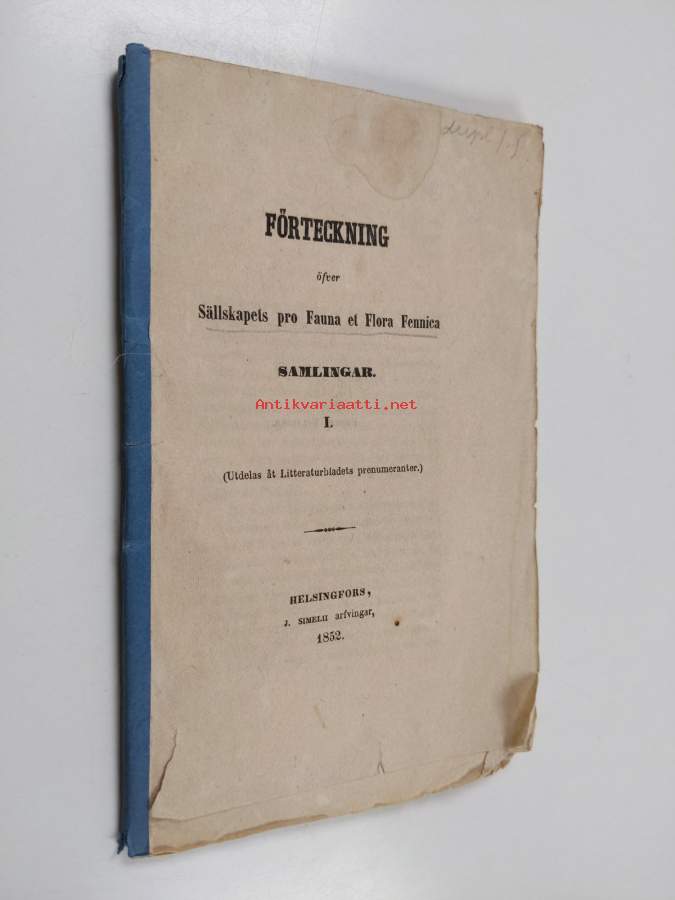 FÖRTECKNING
öfver
Sällskapets pro Fauna et Flora Fennica
SAMLINGAR.
Antikvariaatti.net
I.
(Utdelas åt Litteraturbladets prenumeranter.)
HELSINGFORS,
J. SIMELII arfvingar,
1852.